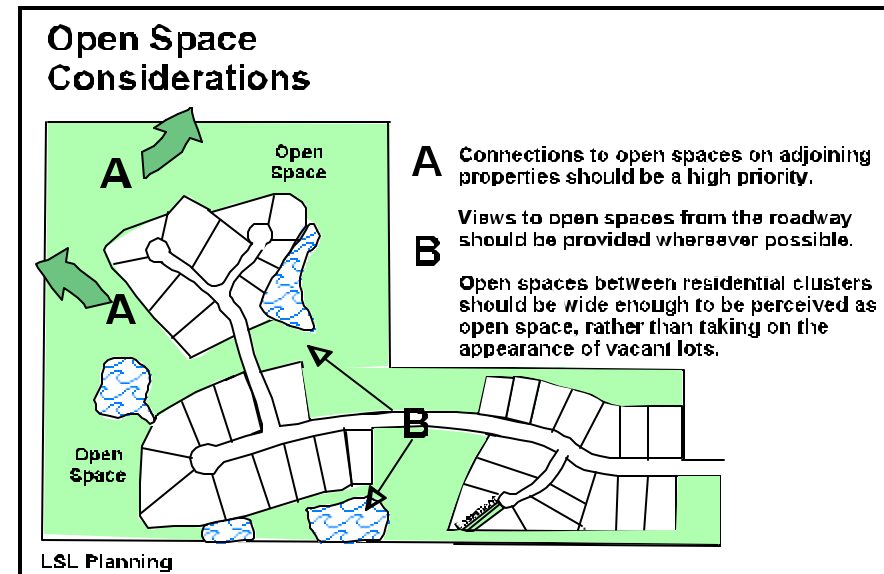 Open Space
Considerations
A
Open
Space
A
Connections to open spaces on adjoining
properties should be a high priority.
B
Views to open spaces from the roadway
should be provided whereever possible.
Open spaces between residential clusters
should be wide enough to be perceived as
open space, rather than taking on the
appearance of vacant lots.
A
B
Open
Space
LSL Planning